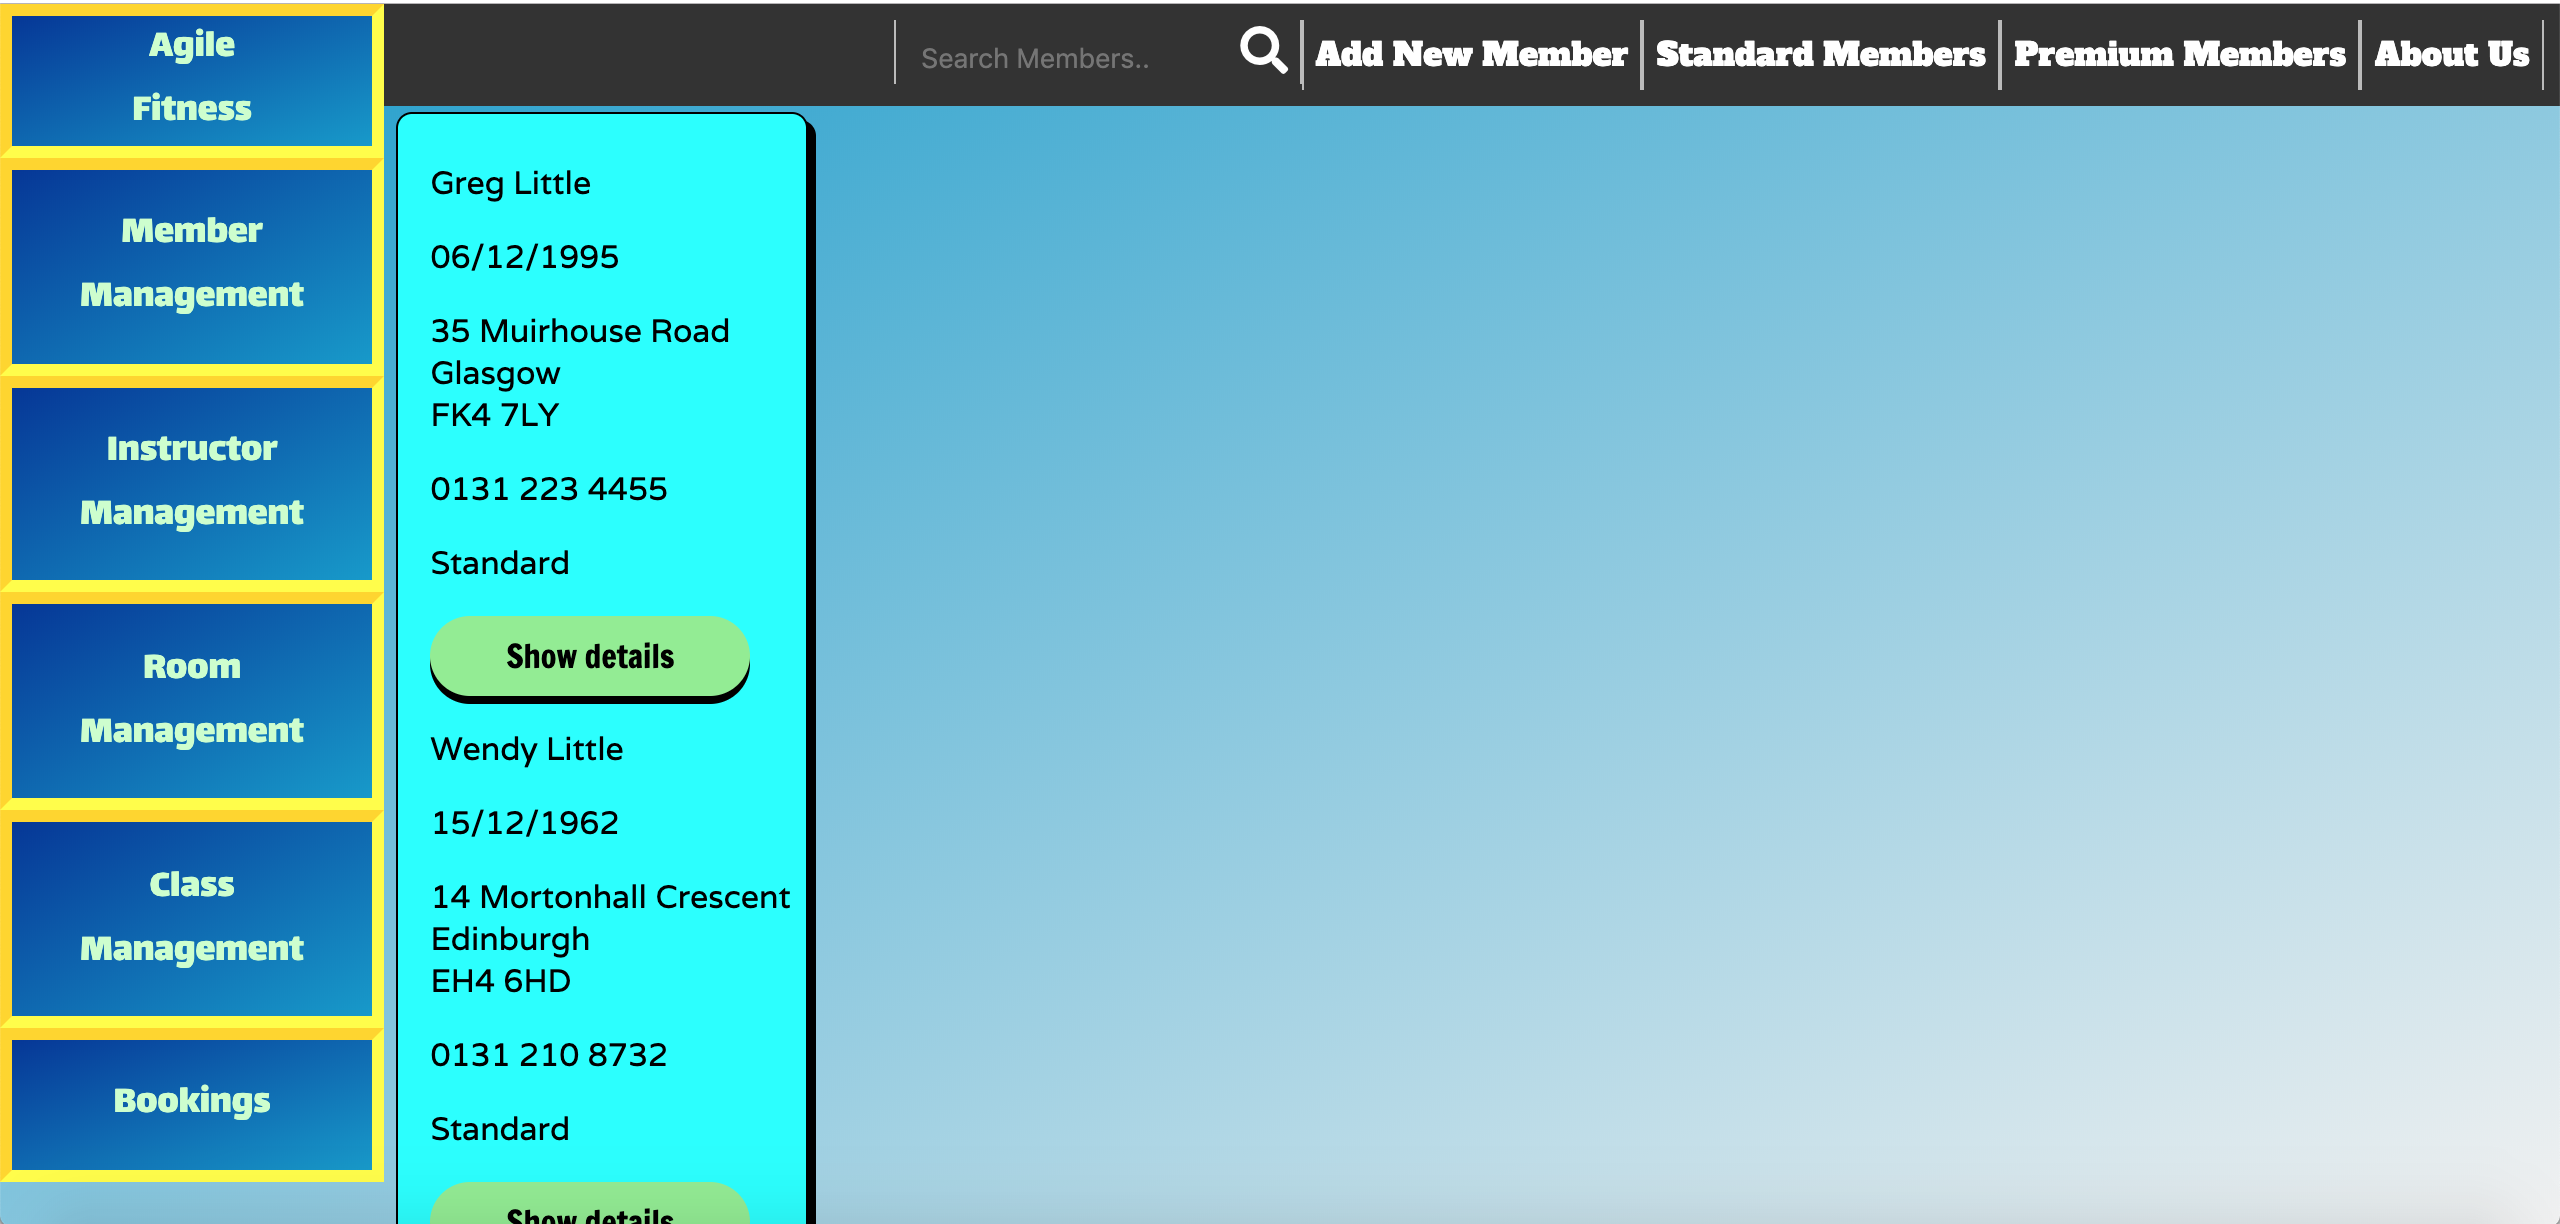 Agile
Fitness
Member
Management
Instructor
Management
Room
Management
Class
Management
Bookings
Search Members..
Add New Member
Standard Members
Premium Members
About Us
Greg Little
06/12/1995
35 Muirhouse Road
Glasgow
FK4 7LY
0131 223 4455
Standard
Show details
Wendy Little
15/12/1962
14 Mortonhall Crescent
Edinburgh
EH4 6HD
0131 210 8732
Standard
Show details